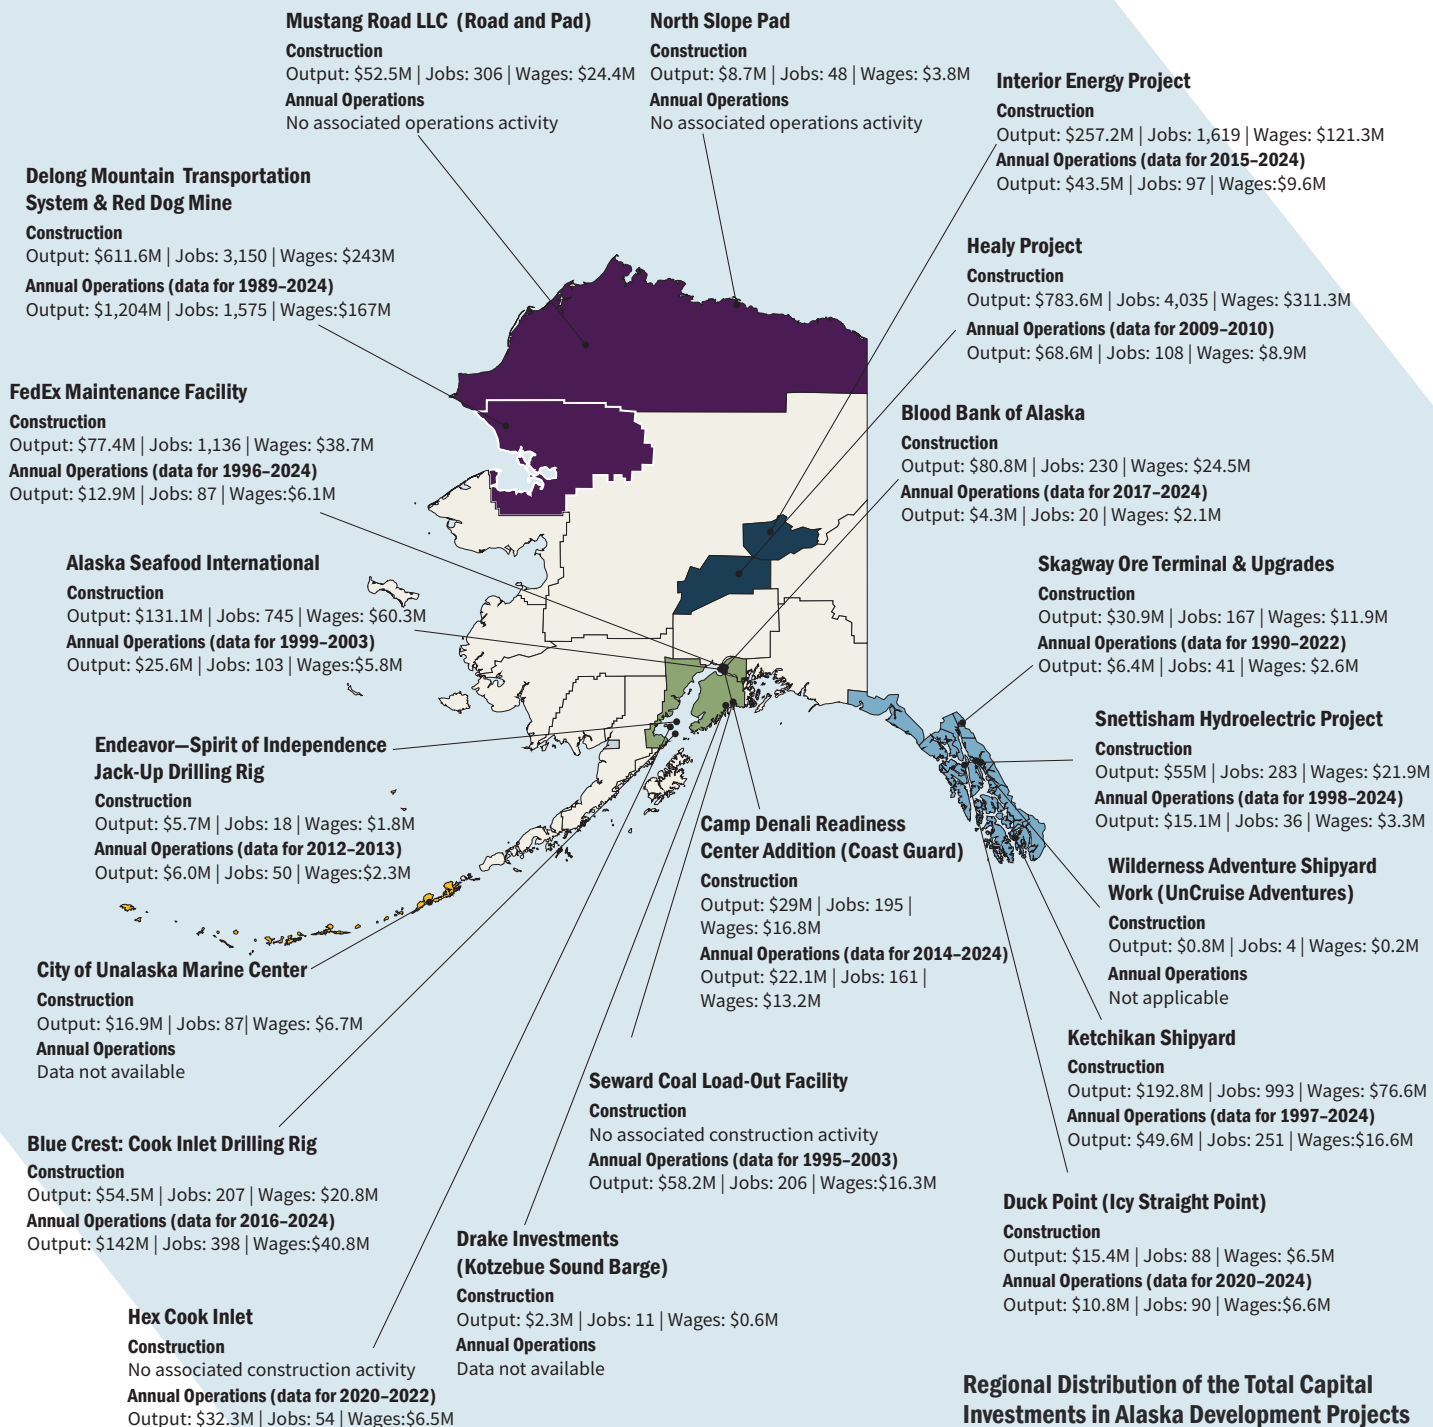 Mustang Road LLC (Road and Pad)
Construction
Output: $52.5M | Jobs: 306 | Wages: $24.4M
Annual Operations
No associated operations activity
North Slope Pad
Construction
Output: $8.7M | Jobs: 48 | Wages: $3.8M
Annual Operations
No associated operations activity
Interior Energy Project
Construction
Output: $257.2M | Jobs: 1,619 | Wages: $121.3M
Annual Operations (data for 2015–2024)
Output: $43.5M | Jobs: 97 | Wages:$9.6M
Delong Mountain Transportation
System & Red Dog Mine
Construction
Output: $611.6M | Jobs: 3,150 | Wages: $243M
Annual Operations (data for 1989–2024)
Output: $1,204M | Jobs: 1,575 | Wages:$167M
Healy Project
Construction
Output: $783.6M | Jobs: 4,035 | Wages: $311.3M
Annual Operations (data for 2009–2010)
Output: $68.6M | Jobs: 108 | Wages: $8.9M
FedEx Maintenance Facility
Construction
Output: $77.4M | Jobs: 1,136 | Wages: $38.7M
Annual Operations (data for 1996–2024)
Output: $12.9M | Jobs: 87 | Wages:$6.1M
Blood Bank of Alaska
Construction
Output: $80.8M | Jobs: 230 | Wages: $24.5M
Annual Operations (data for 2017–2024)
Output: $4.3M | Jobs: 20 | Wages: $2.1M
Alaska Seafood International
Construction
Output: $131.1M | Jobs: 745 | Wages: $60.3M
Annual Operations (data for 1999–2003)
Output: $25.6M | Jobs: 103 | Wages:$5.8M
Skagway Ore Terminal & Upgrades
Construction
Output: $30.9M | Jobs: 167 | Wages: $11.9M
Annual Operations (data for 1990–2022)
Output: $6.4M | Jobs: 41 | Wages: $2.6M
Snettisham Hydroelectric Project
Construction
Output: $55M | Jobs: 283 | Wages: $21.9M
Annual Operations (data for 1998–2024)
Output: $15.1M | Jobs: 36 | Wages: $3.3M
Endeavor—Spirit of Independence
Jack-Up Drilling Rig
Construction
Output: $5.7M | Jobs: 18 | Wages: $1.8M
Annual Operations (data for 2012–2013)
Output: $6.0M | Jobs: 50 | Wages:$2.3M
Camp Denali Readiness
Center Addition (Coast Guard)
Construction
Output: $29M | Jobs: 195 |
Wages: $16.8M
Annual Operations (data for 2014–2024)
Output: $22.1M | Jobs: 161 |
Wages: $13.2M
Wilderness Adventure Shipyard
Work (UnCruise Adventures)
Construction
Output: $0.8M | Jobs: 4 | Wages: $0.2M
Annual Operations
Not applicable
City of Unalaska Marine Center
Construction
Output: $16.9M | Jobs: 87| Wages: $6.7M
Annual Operations
Data not available
Ketchikan Shipyard
Construction
Output: $192.8M | Jobs: 993 | Wages: $76.6M
Annual Operations (data for 1997–2024)
Output: $49.6M | Jobs: 251 | Wages:$16.6M
Seward Coal Load-Out Facility
Construction
No associated construction activity
Annual Operations (data for 1995–2003)
Output: $58.2M | Jobs: 206 | Wages:$16.3M
Blue Crest: Cook Inlet Drilling Rig
Construction
Output: $54.5M | Jobs: 207 | Wages: $20.8M
Annual Operations (data for 2016–2024)
Output: $142M | Jobs: 398 | Wages:$40.8M
Duck Point (Icy Straight Point)
Construction
Output: $15.4M | Jobs: 88 | Wages: $6.5M
Annual Operations (data for 2020–2024)
Output: $10.8M | Jobs: 90 | Wages:$6.6M
Drake Investments
(Kotzebue Sound Barge)
Construction
Output: $2.3M | Jobs: 11 | Wages: $0.6M
Annual Operations
Data not available
Hex Cook Inlet
Construction
No associated construction activity
Annual Operations (data for 2020–2022)
Output: $32.3M | Jobs: 54 | Wages:$6.5M
Regional Distribution of the Total Capital
Investments in Alaska Development Projects